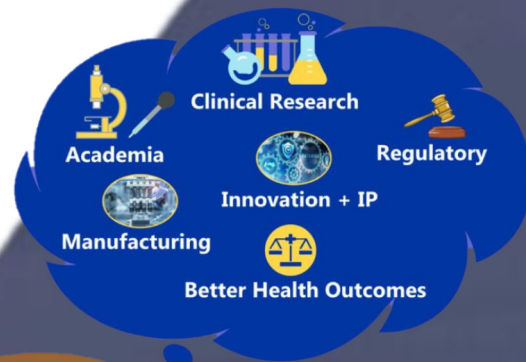 Clinical Research
Academia
Regulatory
Innovation + IP
Manufacturing
Better Health Outcomes